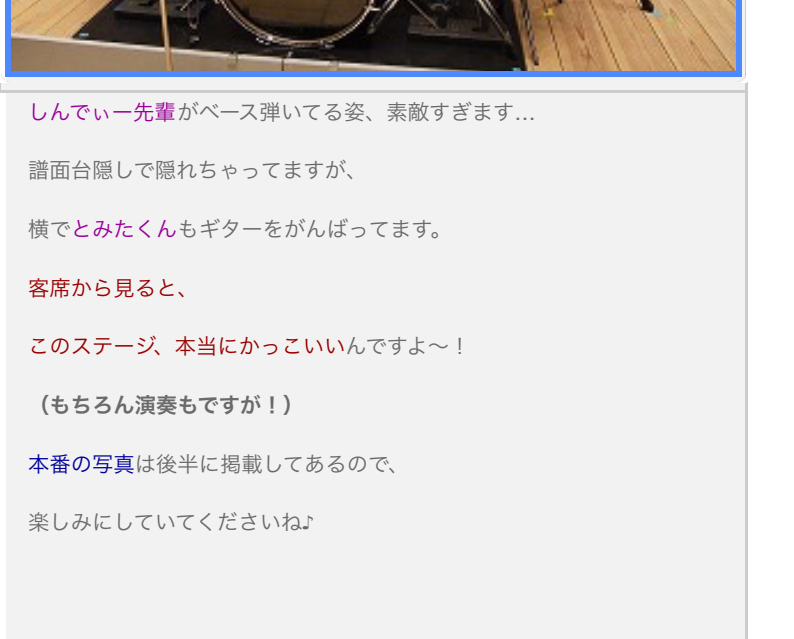 しんでぃー先輩がベース弾いてる姿、素敵すぎます…
譜面台隠しで隠れちゃってますが、
横でとみたくんもギターをがんばってます。
客席から見ると、
このステージ、本当にかっこいいんですよ〜！
（もちろん演奏もですが！）
本番の写真は後半に掲載してあるので、
楽しみにしていてくださいね♪